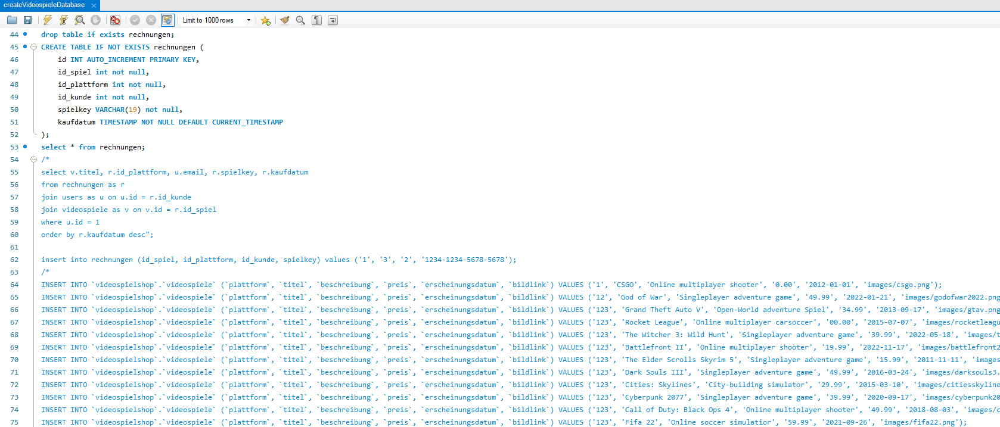 createVideospieleDatabase
Limit to 1000 rows
44 drop table if exists rechnungen;
45 CREATE TABLE IF NOT EXISTS rechnungen (
46 id INT AUTO_INCREMENT PRIMARY KEY,
47 id_spiel int not null,
48 id_plattform int not null,
49 id_kunde int not null,
50 spielkey VARCHAR(19) not null,
51 kaufdatum TIMESTAMP NOT NULL DEFAULT CURRENT_TIMESTAMP
52 );
53 select * from rechnungen;
54 /*
55 select v.titel, r.id_plattform, u.email, r.spielkey, r.kaufdatum
56 from rechnungen as r
57 join users as u on u.id = r.id_kunde
58 join videospiele as v on v.id = r.id_spiel
59 where u.id = 1
60 order by r.kaufdatum desc";
61
62 insert into rechnungen (id_spiel, id_plattform, id_kunde, spielkey) values ('1', '3', '2', '1234-1234-5678-5678');
63 /*
64 INSERT INTO `videospielshop`.`videospiele` (`plattform`, `titel`, `beschreibung`, `preis`, `erscheinungsdatum`, `bildlink`) VALUES ('1', 'CSGO', 'Online multiplayer shooter', '0.00', '2012-01-01', 'images/csgo.png');
65 INSERT INTO `videospielshop`.`videospiele` (`plattform`, `titel`, `beschreibung`, `preis`, `erscheinungsdatum`, `bildlink`) VALUES ('12', 'God of War', 'Singleplayer adventure game', '49.99', '2022-01-21', 'images/godofwar2022.png
66 INSERT INTO `videospielshop`.`videospiele` (`plattform`, `titel`, `beschreibung`, `preis`, `erscheinungsdatum`, `bildlink`) VALUES ('123', 'Grand Theft Auto V', 'Open-World adventure Spiel', '34.99', '2013-09-17', 'images/gtav.png
67 INSERT INTO `videospielshop`.`videospiele` (`plattform`, `titel`, `beschreibung`, `preis`, `erscheinungsdatum`, `bildlink`) VALUES ('123', 'Rocket League', 'Online multiplayer carsoccer', '00.00', '2015-07-07', 'images/rocketleagu
68 INSERT INTO `videospielshop`.`videospiele` (`plattform`, `titel`, `beschreibung`, `preis`, `erscheinungsdatum`, `bildlink`) VALUES ('123', 'The Witcher 3: Wild Hunt', 'Singleplayer adventure game', '39.99', '2022-05-18', 'images/t
69 INSERT INTO `videospielshop`.`videospiele` (`plattform`, `titel`, `beschreibung`, `preis`, `erscheinungsdatum`, `bildlink`) VALUES ('123', 'Battlefront II', 'Online multiplayer shooter', '19.99', '2022-11-17', 'images/battlefront2
70 INSERT INTO `videospielshop`.`videospiele` (`plattform`, `titel`, `beschreibung`, `preis`, `erscheinungsdatum`, `bildlink`) VALUES ('123', 'The Elder Scrolls Skyrim 5', 'Singleplayer adventure game', '15.99', '2011-11-11', 'images
71 INSERT INTO `videospielshop`.`videospiele` (`plattform`, `titel`, `beschreibung`, `preis`, `erscheinungsdatum`, `bildlink`) VALUES ('123', 'Dark Souls III', 'Singleplayer adventure game', '49.99', '2016-03-24', 'images/darksouls3.
72 INSERT INTO `videospielshop`.`videospiele` (`plattform`, `titel`, `beschreibung`, `preis`, `erscheinungsdatum`, `bildlink`) VALUES ('123', 'Cities: Skylines', 'City-building simulator', '29.99', '2015-03-10', 'images/citiesskyline
73 INSERT INTO `videospielshop`.`videospiele` (`plattform`, `titel`, `beschreibung`, `preis`, `erscheinungsdatum`, `bildlink`) VALUES ('123', 'Cyberpunk 2077', 'Singleplayer adventure game', '39.99', '2020-09-17', 'images/cyberpunk20
74 INSERT INTO `videospielshop`.`videospiele` (`plattform`, `titel`, `beschreibung`, `preis`, `erscheinungsdatum`, `bildlink`) VALUES ('123', 'Call of Duty: Black Ops 4', 'Online multiplayer shooter', '49.99', '2018-08-03', 'images/c
75 INSERT INTO `videospielshop`.`videospiele` (`plattform`, `titel`, `beschreibung`, `preis`, `erscheinungsdatum`, `bildlink`) VALUES ('123', 'Fifa 22', 'Online soccer simulatior', '59.99', '2021-09-26', 'images/fifa22.png');